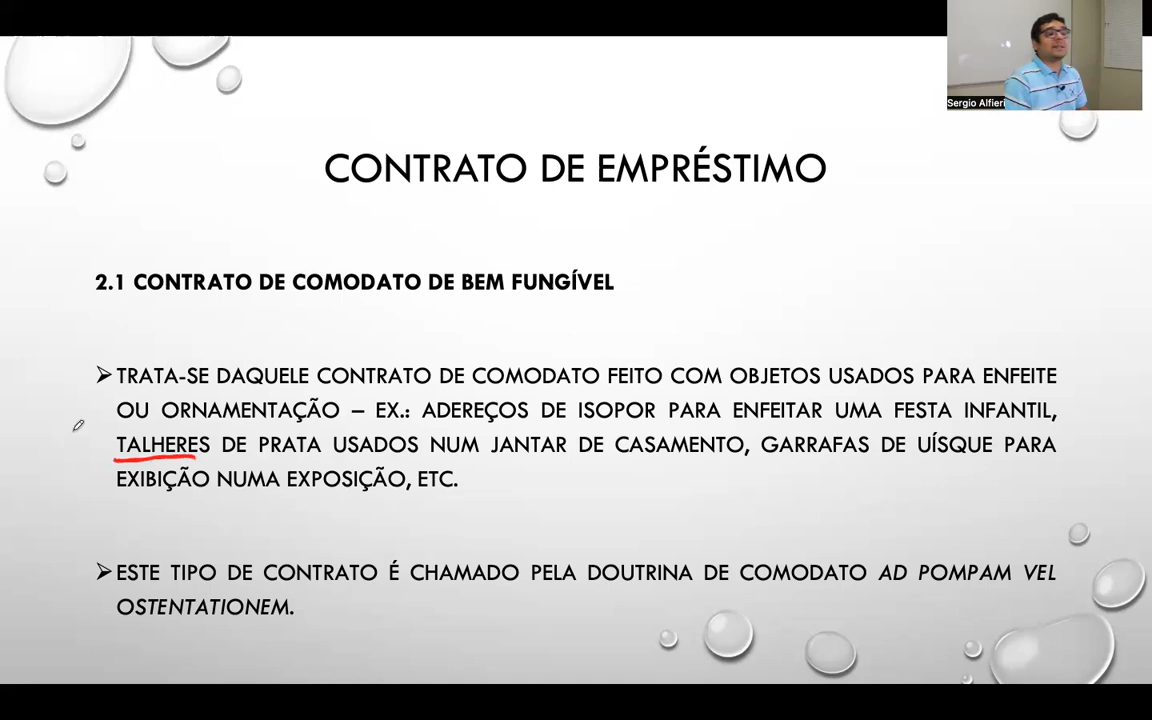 Sergio Alfieri
CONTRATO DE EMPRÉSTIMO
2.1 CONTRATO DE COMODATO DE BEM FUNGÍVEL
➢TRATA-SE DAQUELE CONTRATO DE COMODATO FEITO COM OBJETOS USADOS PARA ENFEITE
OU ORNAMENTAÇÃO – EX.: ADEREÇOS DE ISOPOR PARA ENFEITAR UMA FESTA INFANTIL,
TALHERES DE PRATA USADOS NUM JANTAR DE CASAMENTO, GARRAFAS DE UÍSQUE PARA
EXIBIÇÃO NUMA EXPOSIÇÃO, ETC.
➢ESTE TIPO DE CONTRATO É CHAMADO PELA DOUTRINA DE COMODATO AD POMPAM VEL
OSTENTATIONEM.